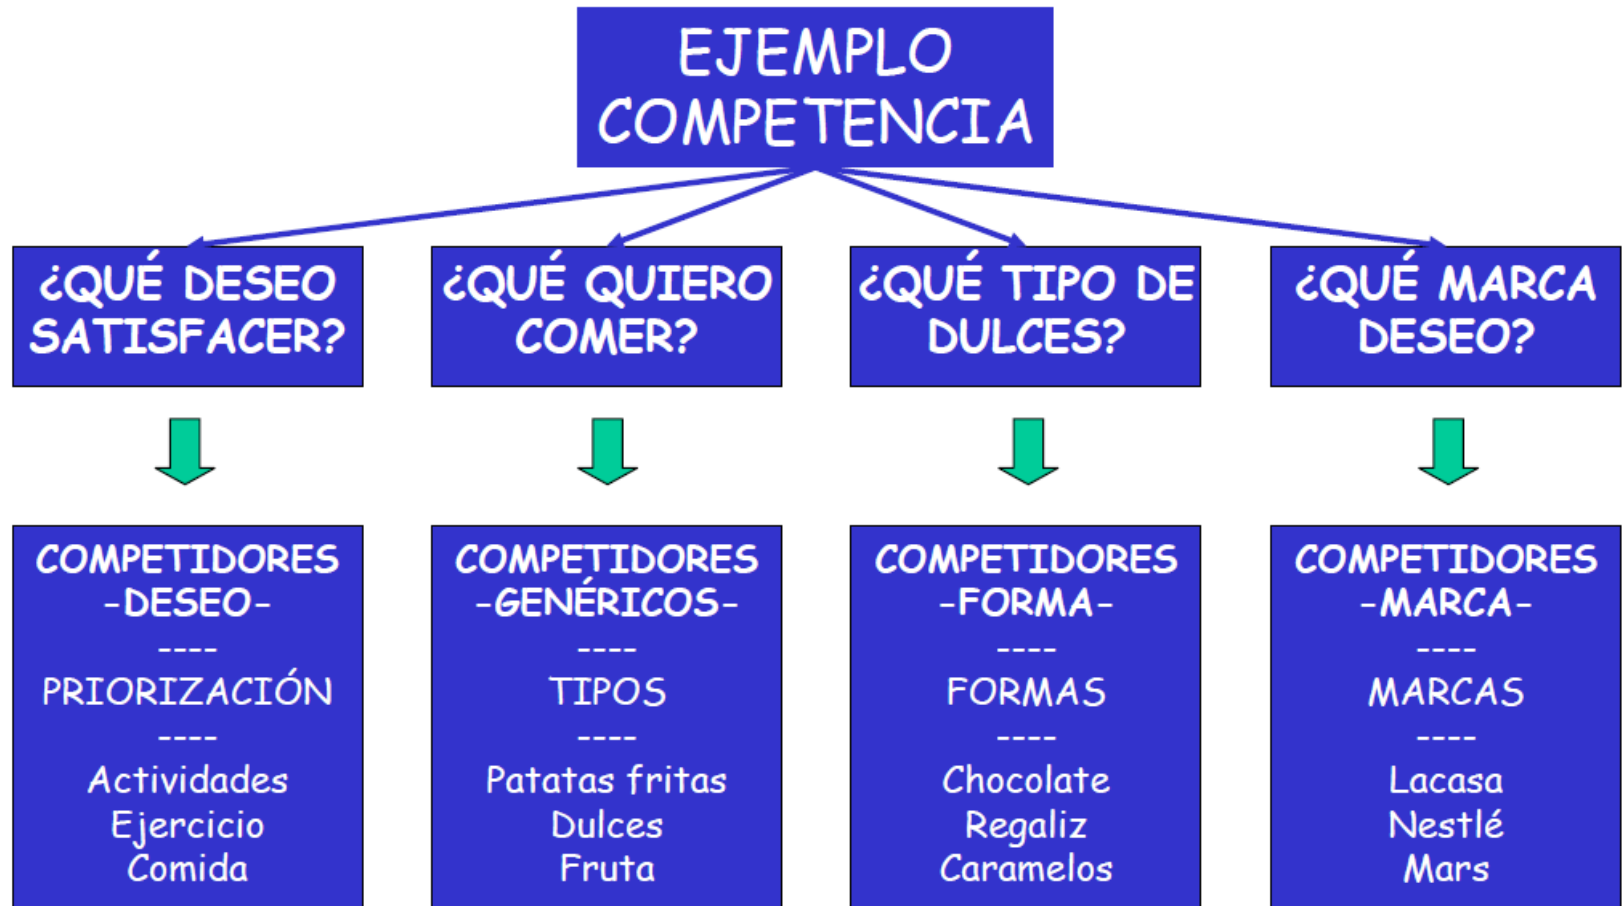 EJEMPLO
COMPETENCIA
¿QUÉ DESEO
SATISFACER?
¿QUÉ QUIERO
COMER?
¿QUÉ TIPO DE
DULCES?
¿QUÉ MARCA
DESEO?
COMPETIDORES
-DESEO-
----
PRIORIZACIÓN
----
Actividades
Ejercicio
Comida
COMPETIDORES
-GENÉRICOS-
----
TIPOS
----
Patatas fritas
Dulces
Fruta
COMPETIDORES
-FORMA-
----
FORMAS
----
Chocolate
Regaliz
Caramelos
COMPETIDORES
-MARCA-
----
MARCAS
----
Lacasa
Nestlé
Mars